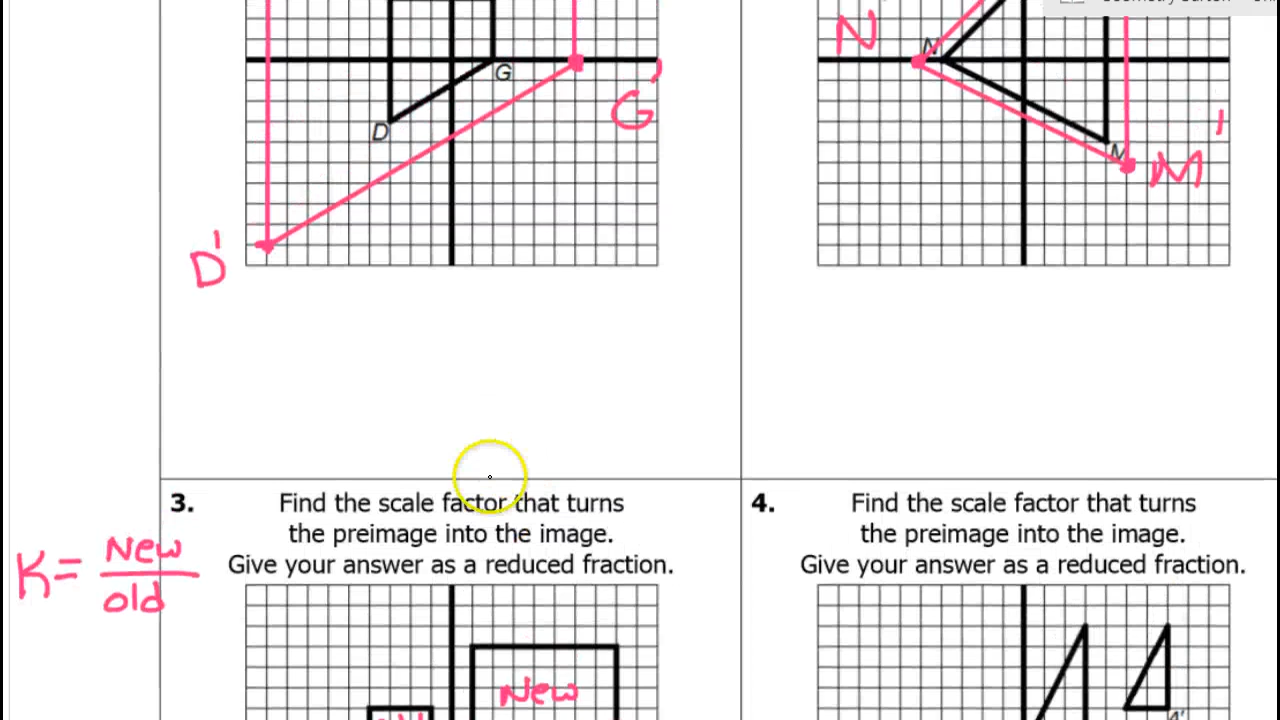 N
N
G
G'
D
M
M'
D'
3.
Find the scale factor that turns
the preimage into the image.
Give your answer as a reduced fraction.
4.
Find the scale factor that turns
the preimage into the image.
Give your answer as a reduced fraction.
K = New
old
New